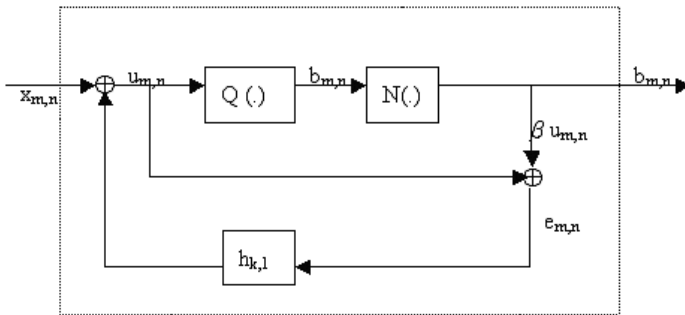 u_{m,n}
b_{m,n}
b_{m,n}
x_{m,n}
Q (.)
N(.)
β u_{m,n}
e_{m,n}
h_{k,l}